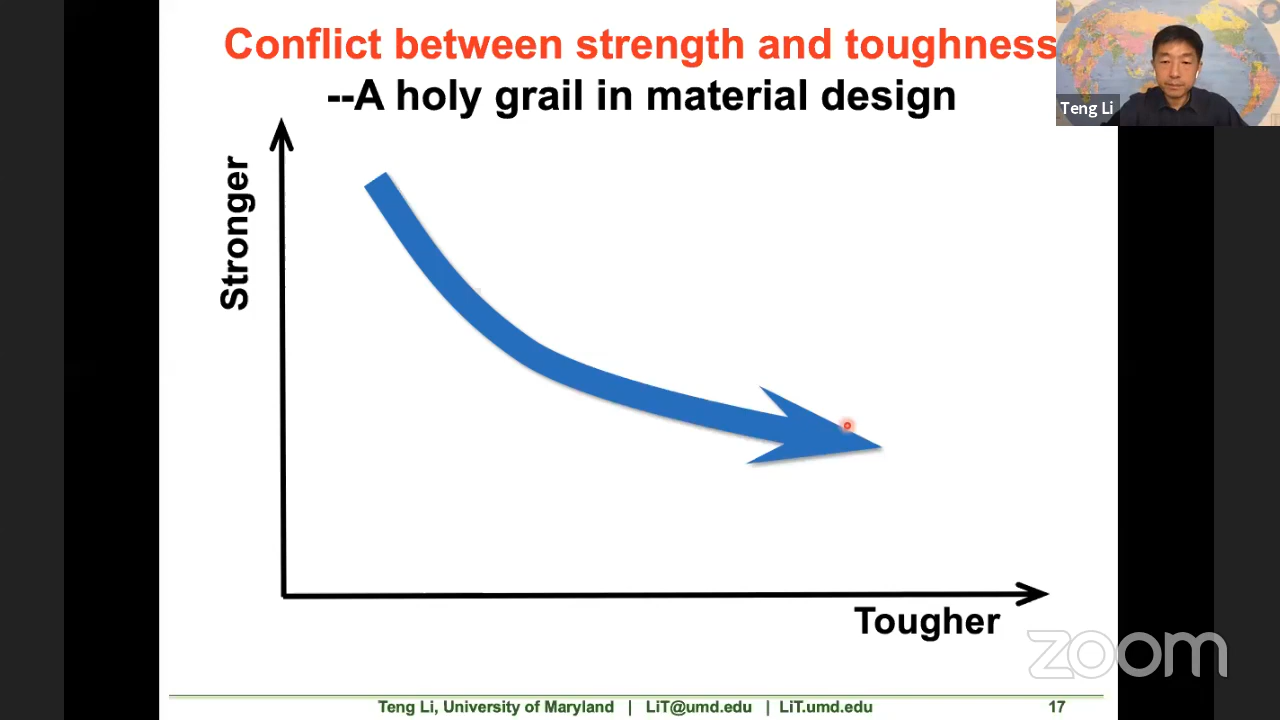 Conflict between strength and toughness
--A holy grail in material design
Teng Li
Stronger
Tougher
zoom
Teng Li, University of Maryland | LiT@umd.edu | LiT.umd.edu
17